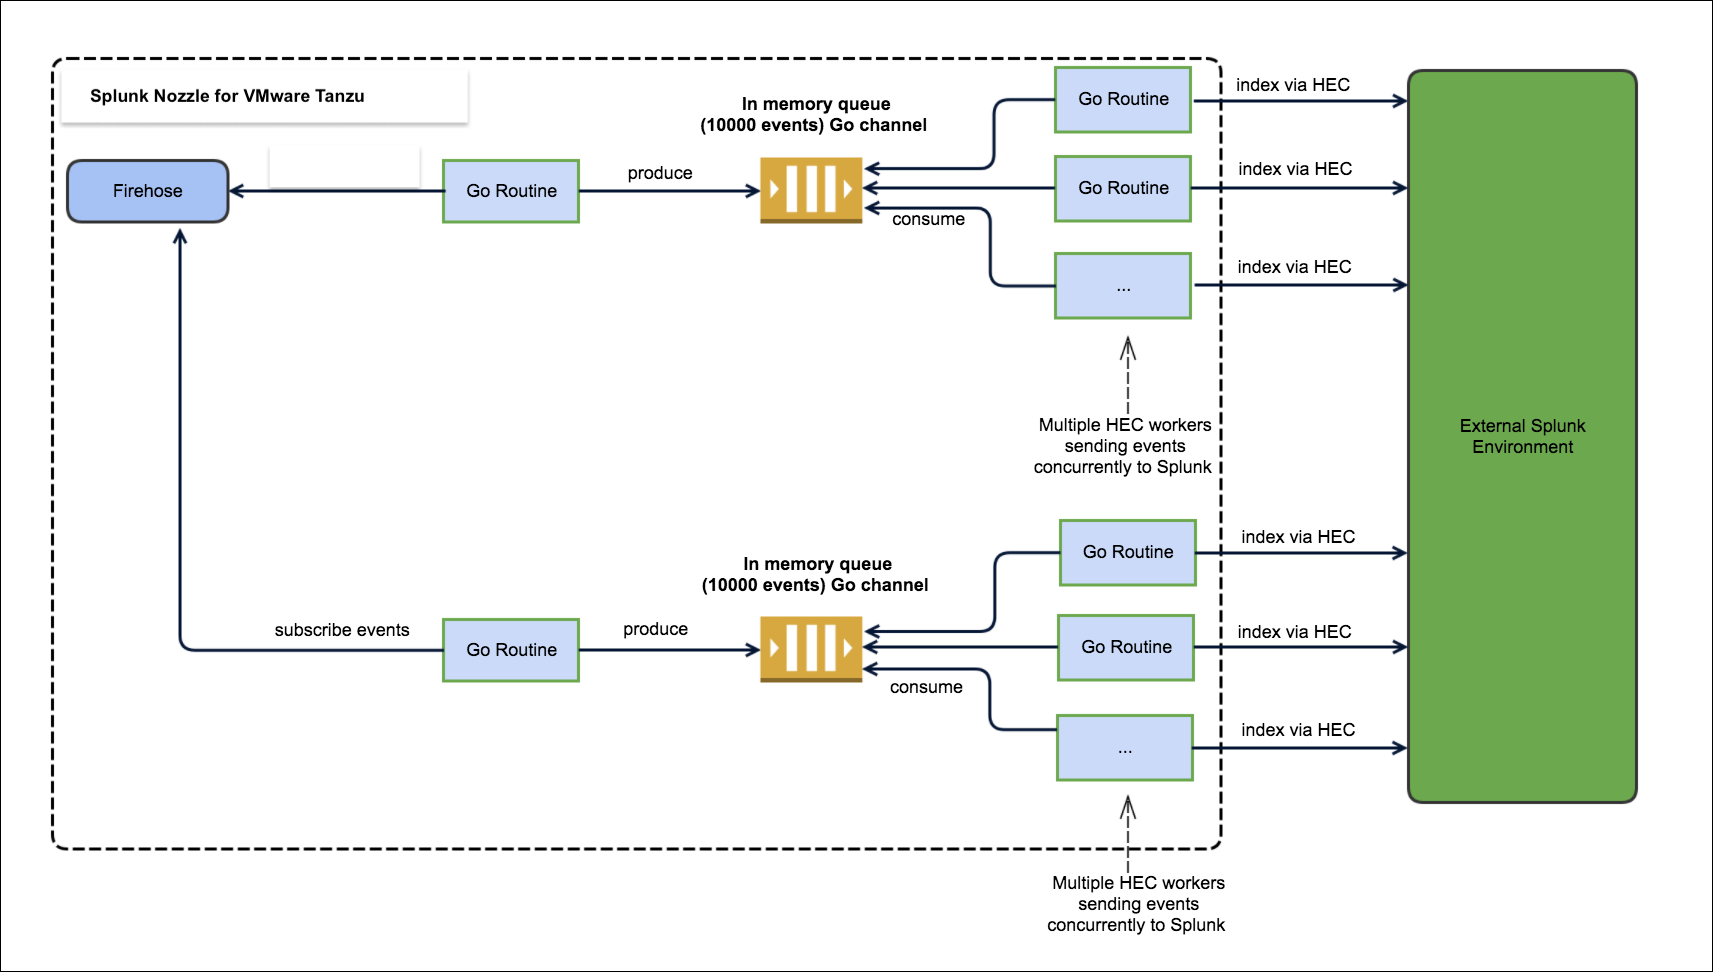 Splunk Nozzle for VMware Tanzu
In memory queue
(10000 events) Go channel
Go Routine
index via HEC
Firehose
Go Routine
produce
consume
Go Routine
index via HEC
...
index via HEC
Multiple HEC workers
sending events
concurrently to Splunk
External Splunk
Environment
In memory queue
(10000 events) Go channel
Go Routine
index via HEC
subscribe events
Go Routine
produce
consume
Go Routine
index via HEC
...
index via HEC
Multiple HEC workers
sending events
concurrently to Splunk